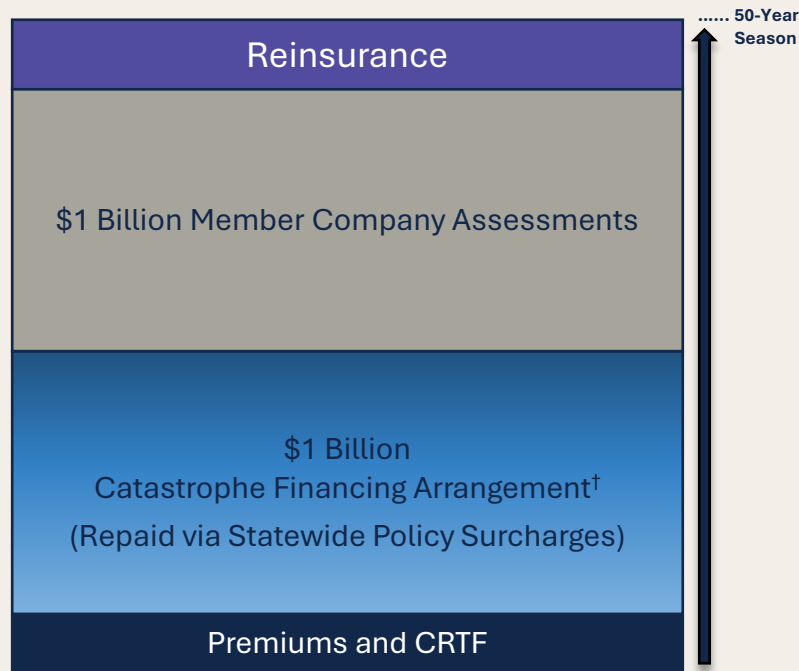 ...... 50-Year
Season
Reinsurance
$1 Billion Member Company Assessments
$1 Billion
Catastrophe Financing Arrangement†
(Repaid via Statewide Policy Surcharges)
Premiums and CRTF